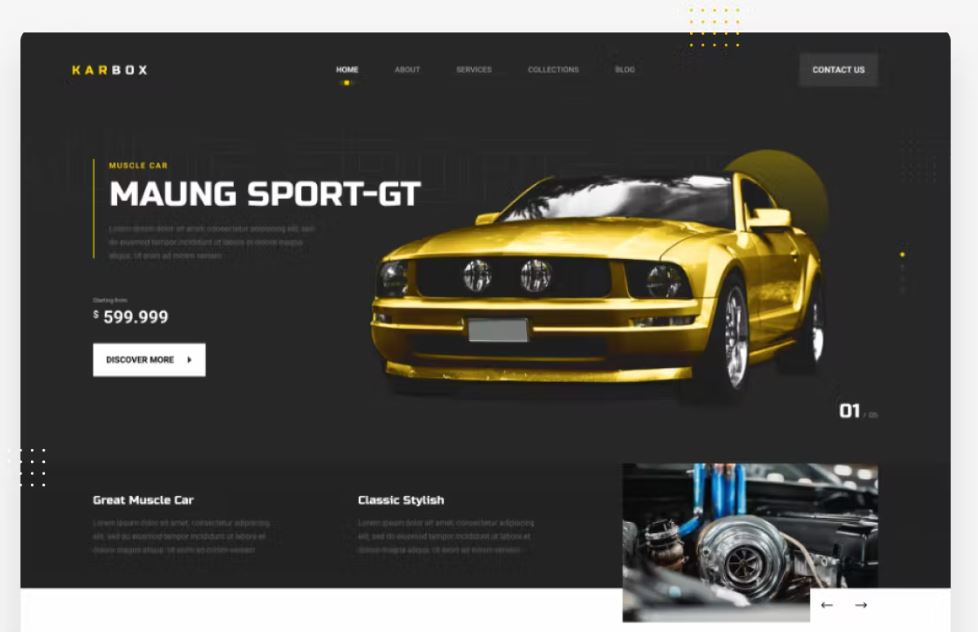 KARBOX
HOME
ABOUT
SERVICES
COLLECTIONS
BLOG
CONTACT US
MUSCLE CAR
MAUNG SPORT-GT
Lorem ipsum dolor sit amet, consectetur adipiscing elit, sed
do eiusmod tempor incididunt ut labore et dolore magna
aliqua. Ut enim ad minim veniam
Starting from
$ 599.999
DISCOVER MORE
01 / 05
Great Muscle Car
Lorem ipsum dolor sit amet, consectetur adipiscing
elit, sed do eiusmod tempor incididunt ut labore et
dolore magna aliqua. Ut enim ad minim veniam
Classic Stylish
Lorem ipsum dolor sit amet, consectetur adipiscing
elit, sed do eiusmod tempor incididunt ut labore et
dolore magna aliqua. Ut enim ad minim veniam